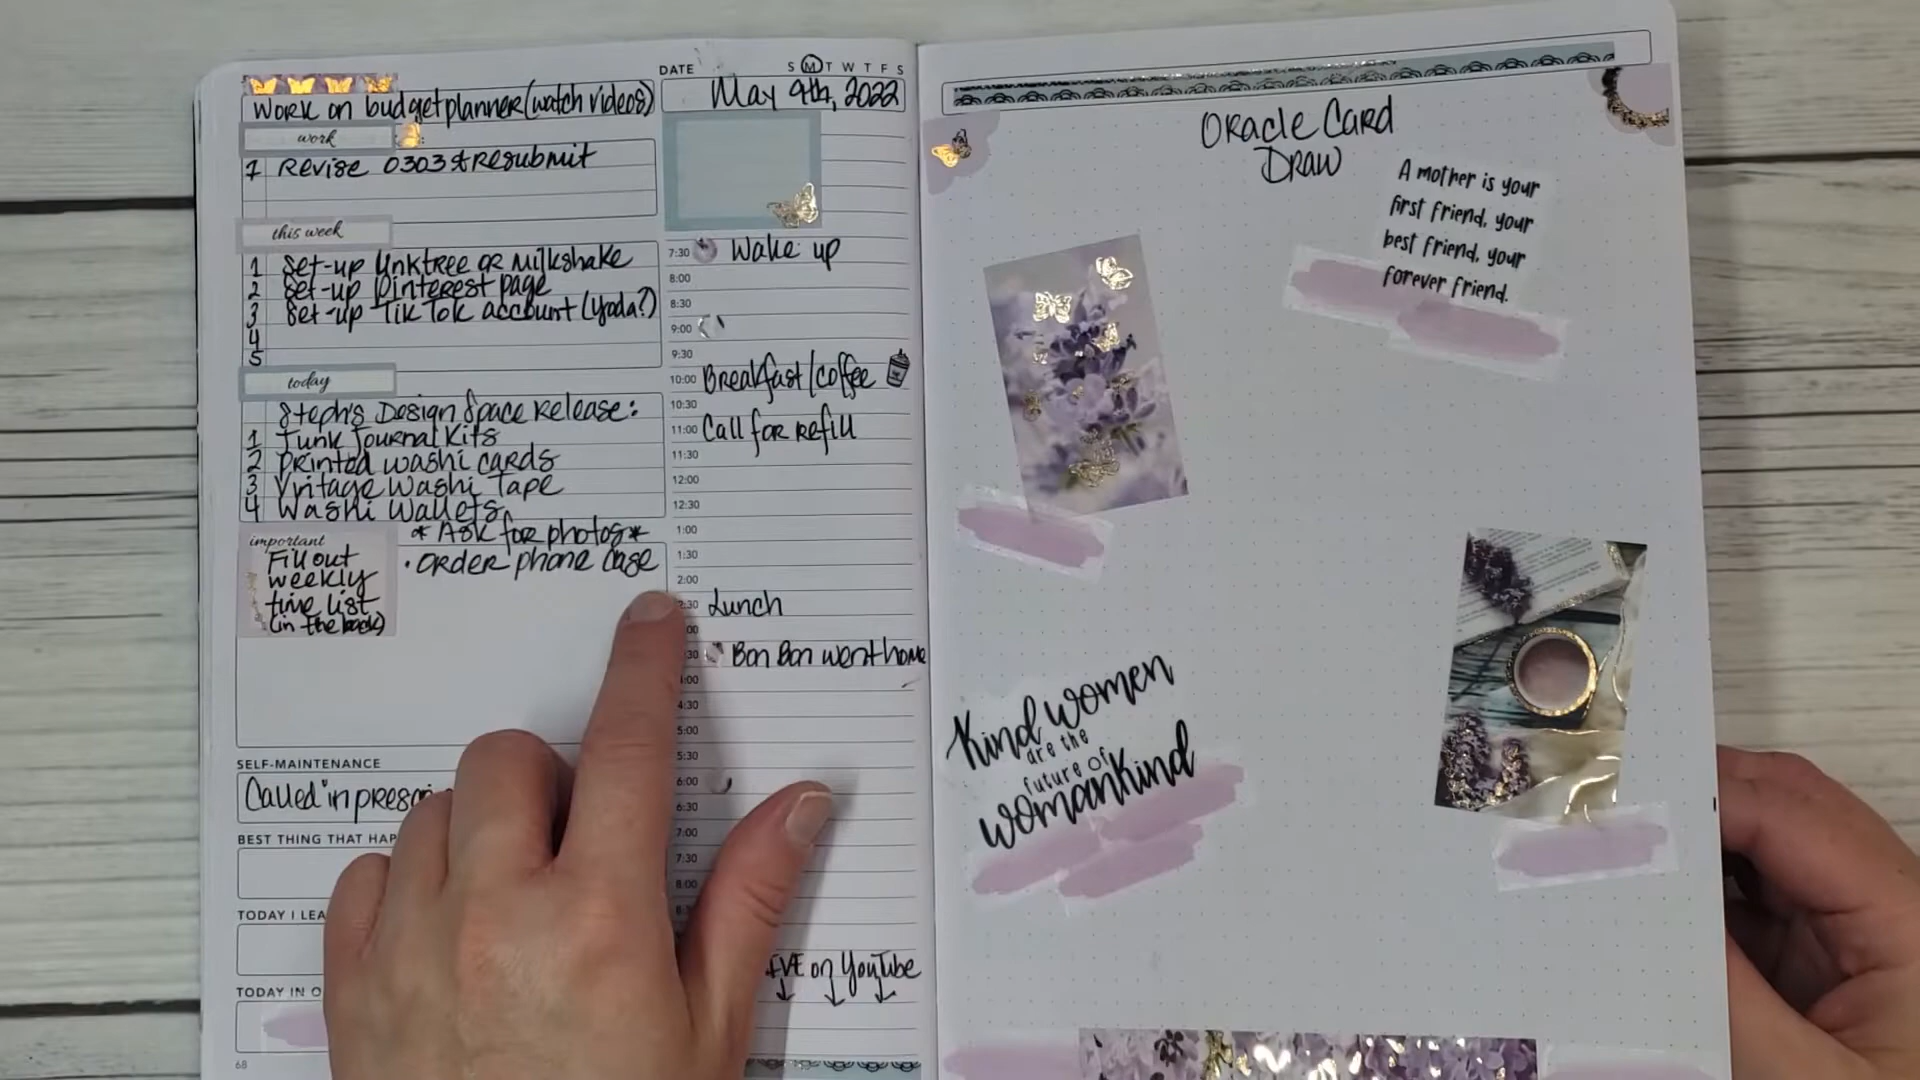 Work on budget planner (watch videos)
work
1 Revise 0303 & Resubmit
this week
1 Set-up Linktree or Milkshake
2 Set-up Pinterest page
3 Set-up Tik Tok account (Yoda?)
4
5
today
Steph's Design Space Release:
1 Junk Journal Kits
2 Printed washi cards
3 Vintage Washi Tape
4 Washi Wallets
* Ask for photos *
important
Fill out
weekly
time list
(in the back)
· Order phone case
SELF-MAINTENANCE
Called in
BEST THING THAT
TODAY I
TODAY IN
68
DATE
S M T W T F S
May 9th, 2022
7:30 Wake up
8:00
8:30
9:00
9:30
10:00 Breakfast/coffee
10:30
11:00 Call for refill
11:30
12:00
12:30
1:00
1:30
2:00
Lunch
Bon Bon went home
4:30
5:00
5:30
6:00
6:30
7:00
7:30
8:00
on YouTube
Oracle Card
Draw
A mother is your
first friend, your
best friend, your
forever friend.
Kind women
are the
future of
womankind